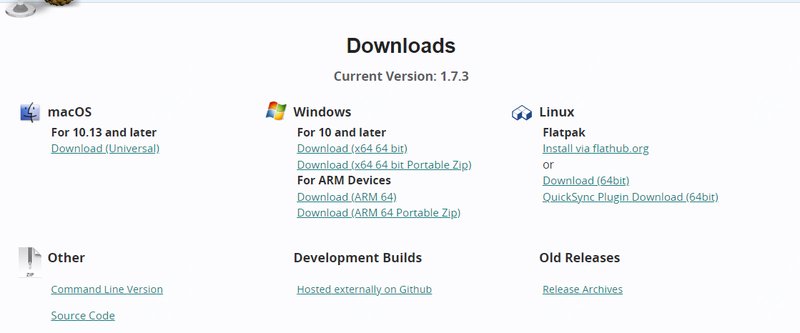 Downloads
Current Version: 1.7.3
macOS
For 10.13 and later
Download (Universal)
Windows
For 10 and later
Download (x64 64 bit)
Download (x64 64 bit Portable Zip)
For ARM Devices
Download (ARM 64)
Download (ARM 64 Portable Zip)
Linux
Flatpak
Install via flathub.org
or
Download (64bit)
QuickSync Plugin Download (64bit)
ZIP
Other
Command Line Version
Source Code
Development Builds
Hosted externally on Github
Old Releases
Release Archives